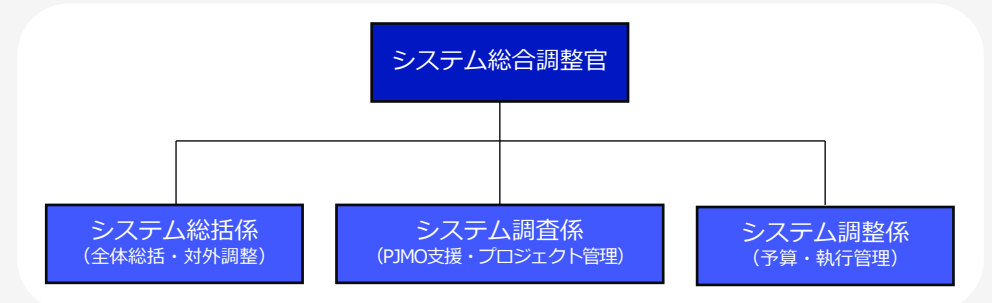 システム総合調整官
システム総括係
（全体総括・対外調整）
システム調査係
（PJMO支援・プロジェクト管理）
システム調整係
（予算・執行管理）